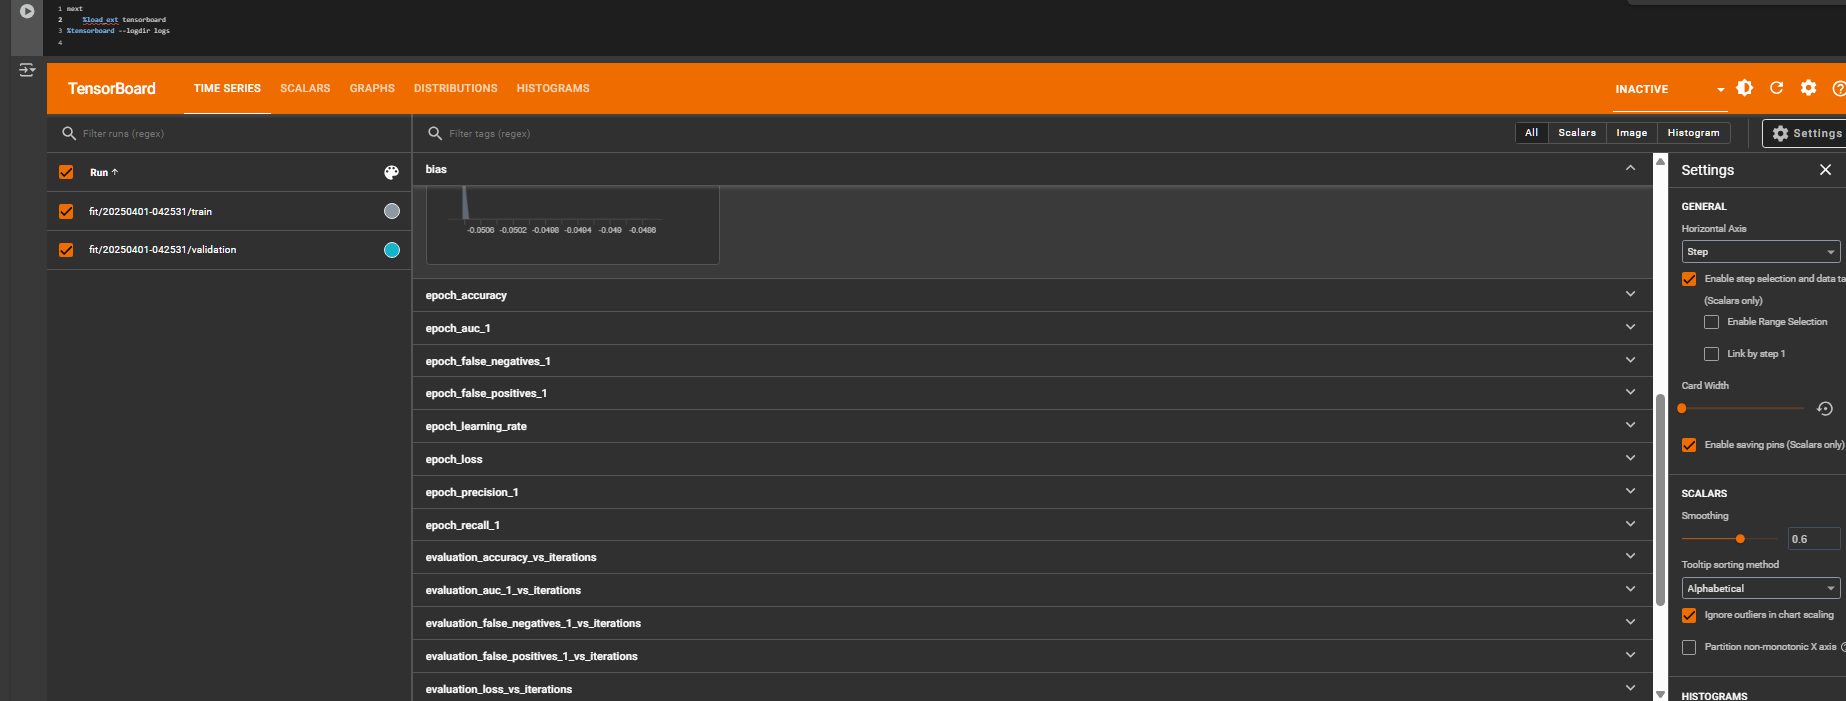 1 next
2 %load_ext tensorboard
3 %tensorboard --logdir logs
4
TensorBoard
TIME SERIES
SCALARS
GRAPHS
DISTRIBUTIONS
HISTOGRAMS
INACTIVE
Filter runs (regex)
Filter tags (regex)
All
Scalars
Image
Histogram
Settings
Run
fit/20250401-042531/train
fit/20250401-042531/validation
bias
-0.0506 -0.0502 -0.0498 -0.0494 -0.049 -0.0486
epoch_accuracy
epoch_auc_1
epoch_false_negatives_1
epoch_false_positives_1
epoch_learning_rate
epoch_loss
epoch_precision_1
epoch_recall_1
evaluation_accuracy_vs_iterations
evaluation_auc_1_vs_iterations
evaluation_false_negatives_1_vs_iterations
evaluation_false_positives_1_vs_iterations
evaluation_loss_vs_iterations
Settings
GENERAL
Horizontal Axis
Step
Enable step selection and data ta
(Scalars only)
Enable Range Selection
Link by step 1
Card Width
Enable saving pins (Scalars only)
SCALARS
Smoothing
0.6
Tooltip sorting method
Alphabetical
Ignore outliers in chart scaling
Partition non-monotonic X axis
HISTOGRAMS